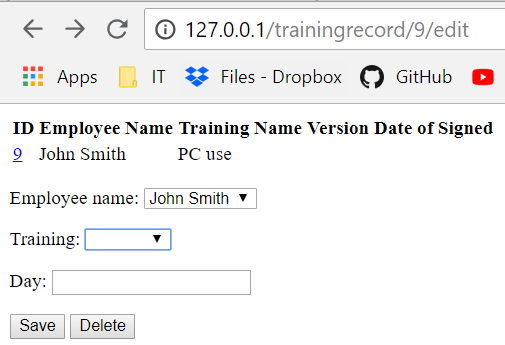 127.0.0.1/trainingrecord/9/edit
Apps IT Files - Dropbox GitHub
ID Employee Name Training Name Version Date of Signed
9 John Smith PC use
Employee name: John Smith
Training:
Day:
Save Delete